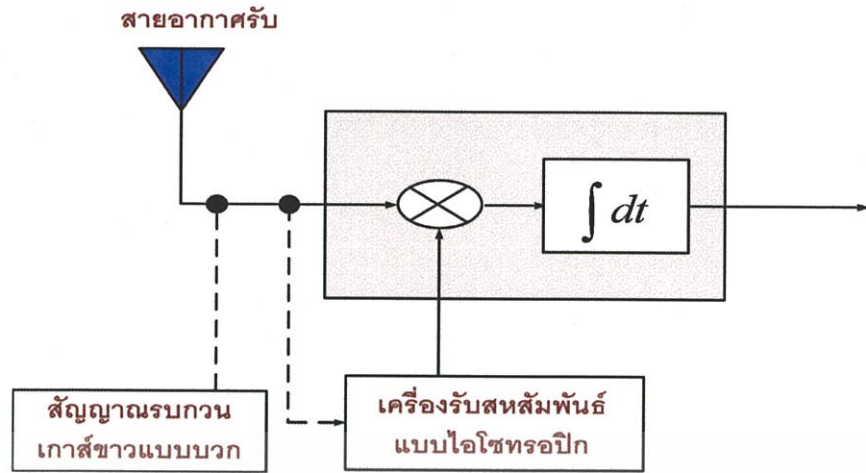 สายอากาศรับ
∫ dt
สัญญาณรบกวน
เกาส์ขาวแบบบวก
เครื่องรับสหสัมพันธ์
แบบไอโซทรอปิก